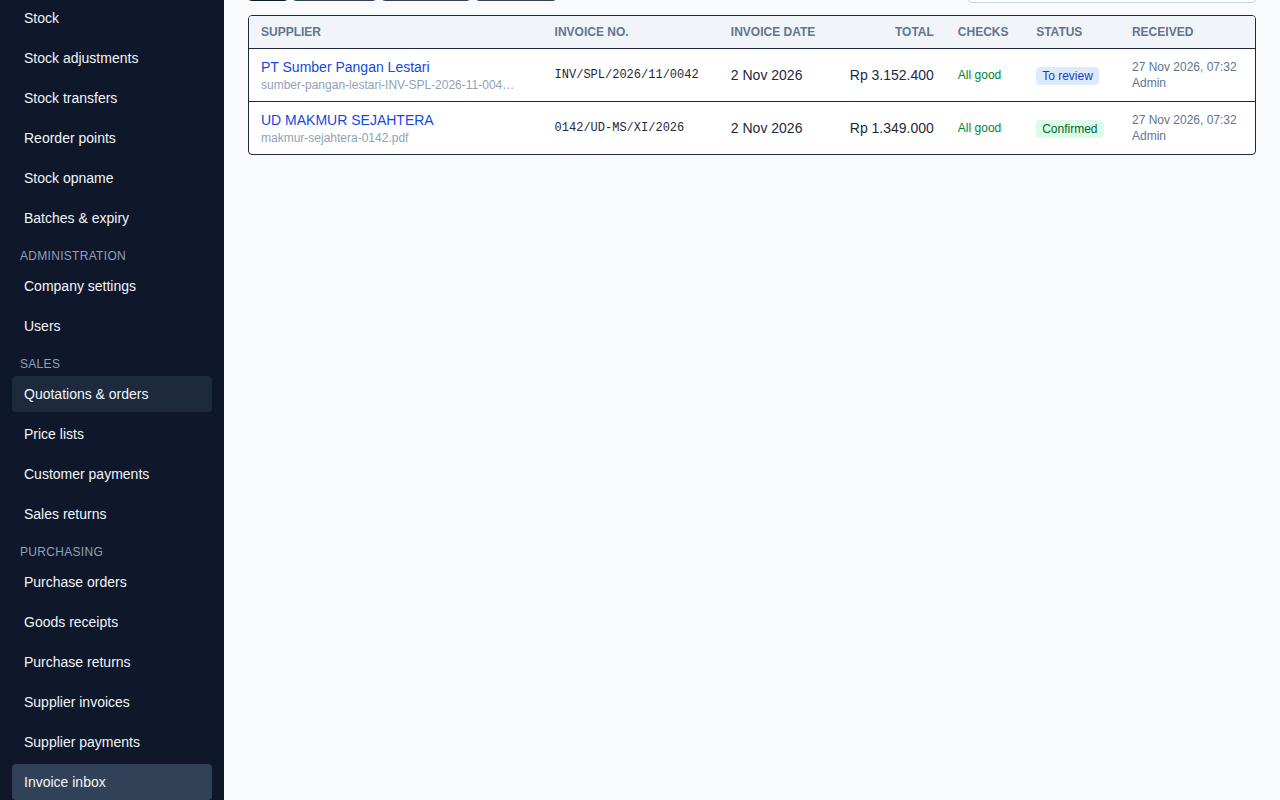 Stock
Stock adjustments
Stock transfers
Reorder points
Stock opname
Batches & expiry
ADMINISTRATION
Company settings
Users
SALES
Quotations & orders
Price lists
Customer payments
Sales returns
PURCHASING
Purchase orders
Goods receipts
Purchase returns
Supplier invoices
Supplier payments
Invoice inbox
SUPPLIER INVOICE NO. INVOICE DATE TOTAL CHECKS STATUS RECEIVED
PT Sumber Pangan Lestari INV/SPL/2026/11/0042 2 Nov 2026 Rp 3.152.400 All good To review 27 Nov 2026, 07:32
sumber-pangan-lestari-INV-SPL-2026-11-004… Admin
UD MAKMUR SEJAHTERA 0142/UD-MS/XI/2026 2 Nov 2026 Rp 1.349.000 All good Confirmed 27 Nov 2026, 07:32
makmur-sejahtera-0142.pdf Admin